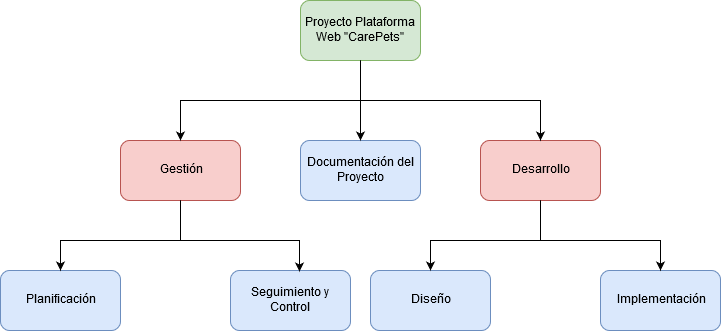 Proyecto Plataforma
Web "CarePets"
Gestión
Documentación del
Proyecto
Desarrollo
Planificación
Seguimiento y
Control
Diseño
Implementación